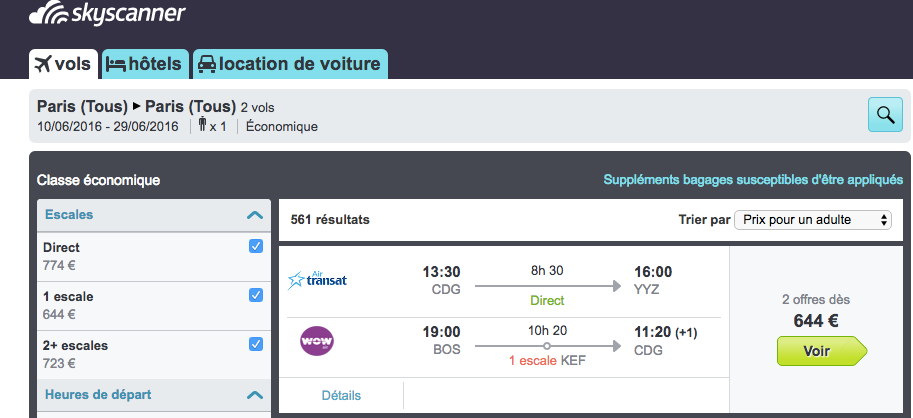 skyscanner
vols hôtels location de voiture
Paris (Tous) ▸ Paris (Tous) 2 vols
10/06/2016 - 29/06/2016 x 1 Économique
Classe économique
Suppléments bagages susceptibles d'être appliqués
Escales
Direct
774 €
1 escale
644 €
2+ escales
723 €
Heures de départ
561 résultats
Trier par Prix pour un adulte
Air transat
13:30 8h 30 16:00
CDG Direct YYZ
wow air
19:00 10h 20 11:20 (+1)
BOS 1 escale KEF CDG
Détails
2 offres dès
644 €
Voir